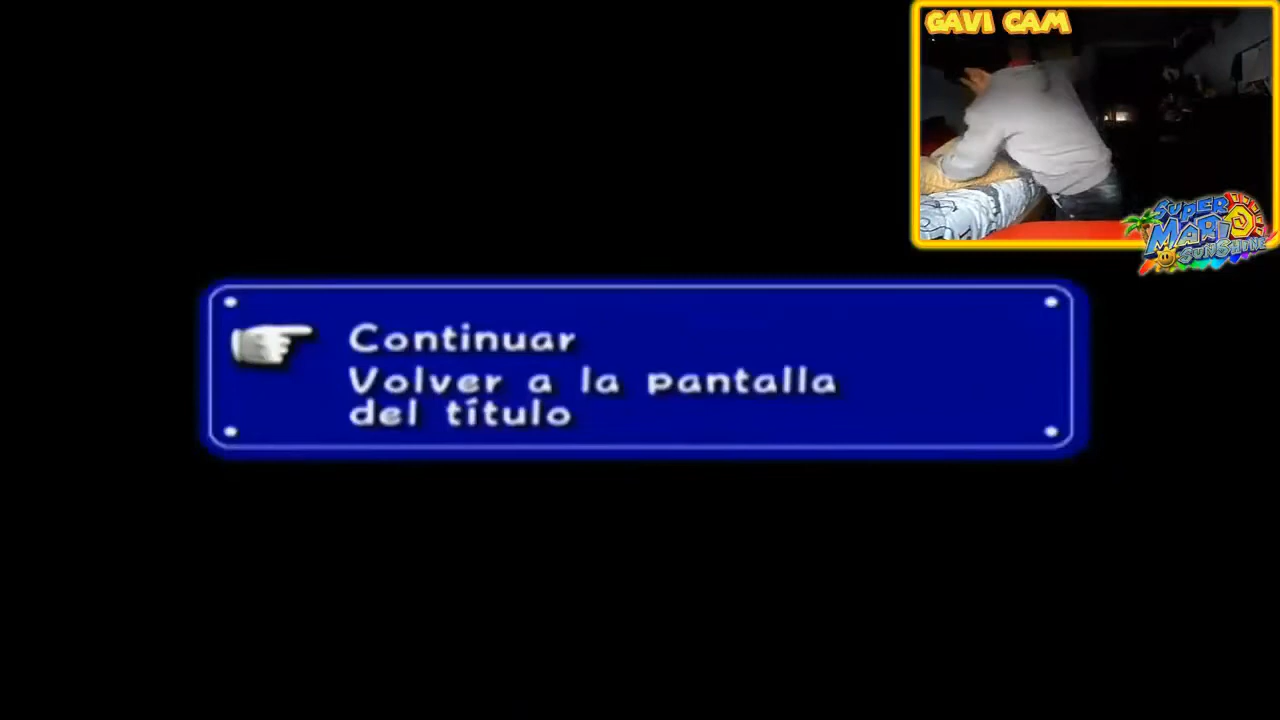 GAVI CAM
SUPER
MARIO
SUNSHINE
Continuar
Volver a la pantalla
del título